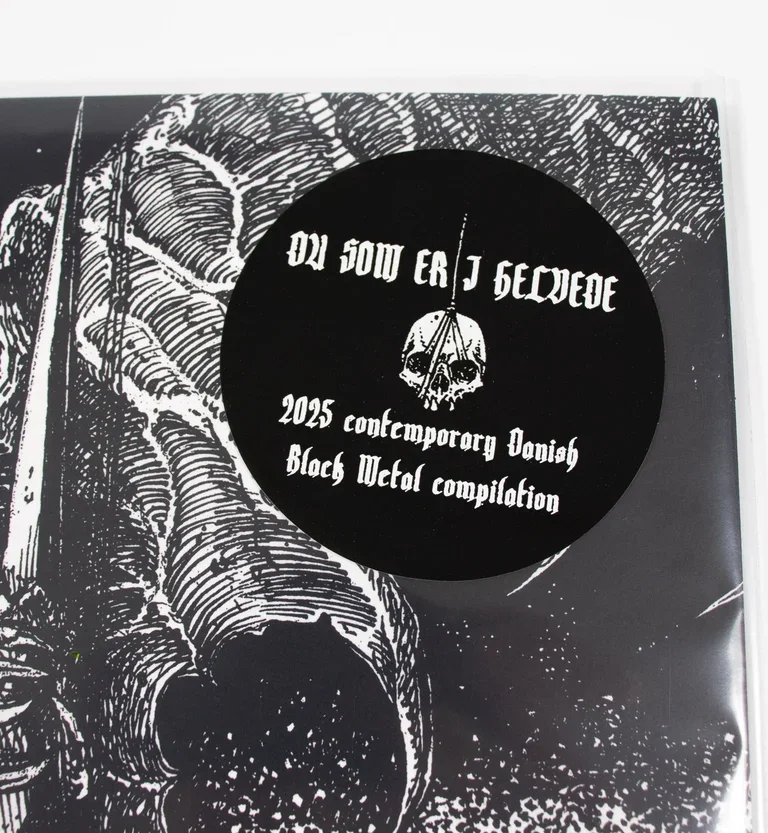 DU SOM ER I HELVEDE
2025 contemporary Danish
Black Metal compilation